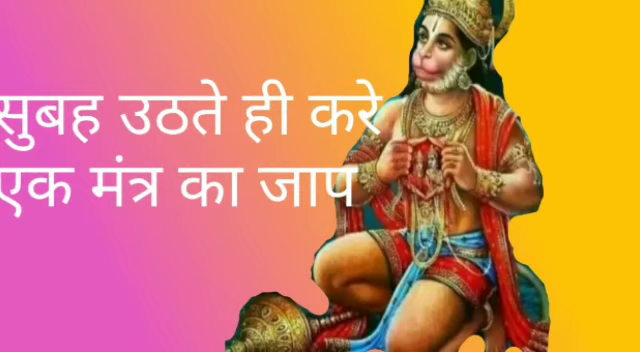 सुबह उठते ही करे
एक मंत्र का जाप